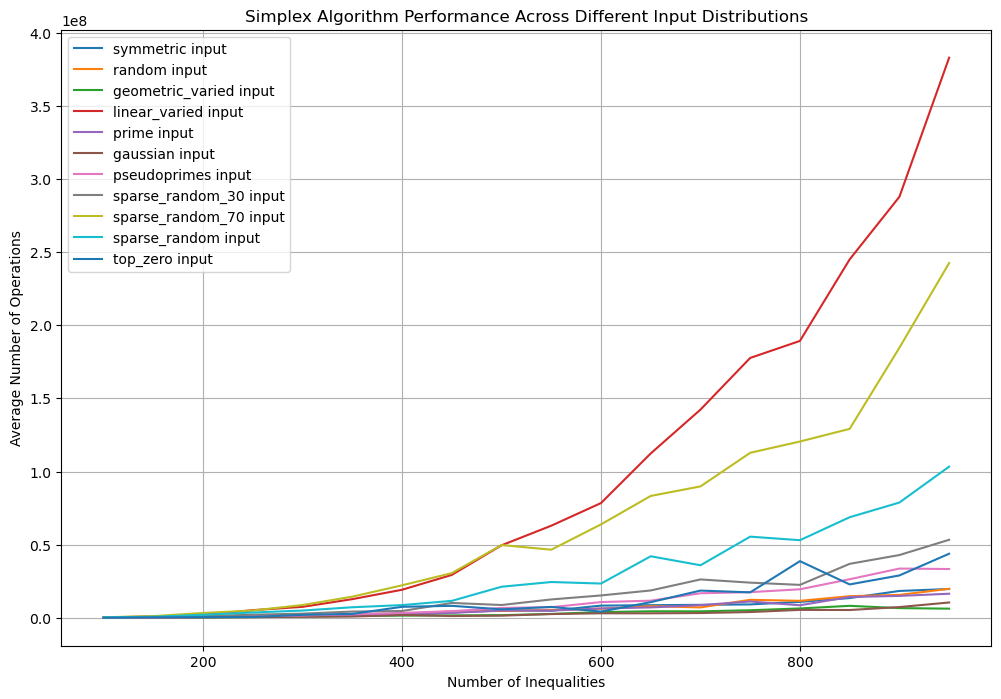 Simplex Algorithm Performance Across Different Input Distributions
1e8
4.0
3.5
3.0
2.5
2.0
1.5
1.0
0.5
0.0
Average Number of Operations
symmetric input
random input
geometric_varied input
linear_varied input
prime input
gaussian input
pseudoprimes input
sparse_random_30 input
sparse_random_70 input
sparse_random input
top_zero input
200
400
600
800
Number of Inequalities